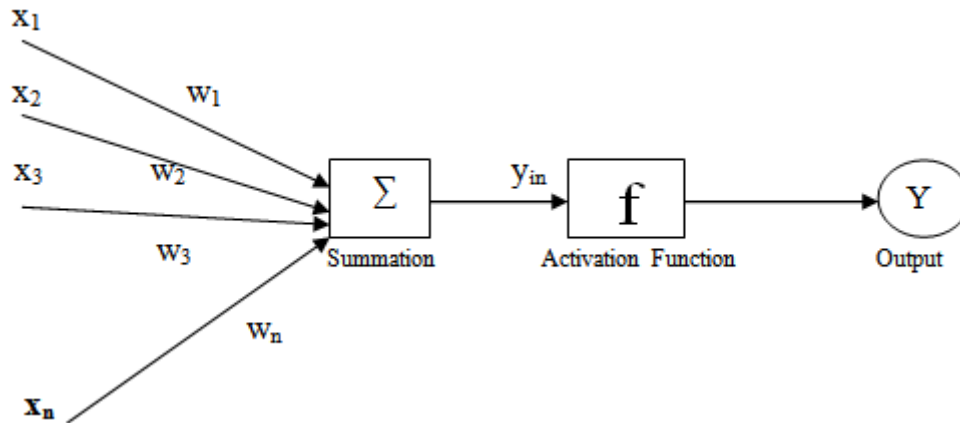 x₁
w₁
x₂
x₃
w₂
w₃
Σ
Summation
yᵢₙ
f
Activation Function
Y
Output
wₙ
xₙ